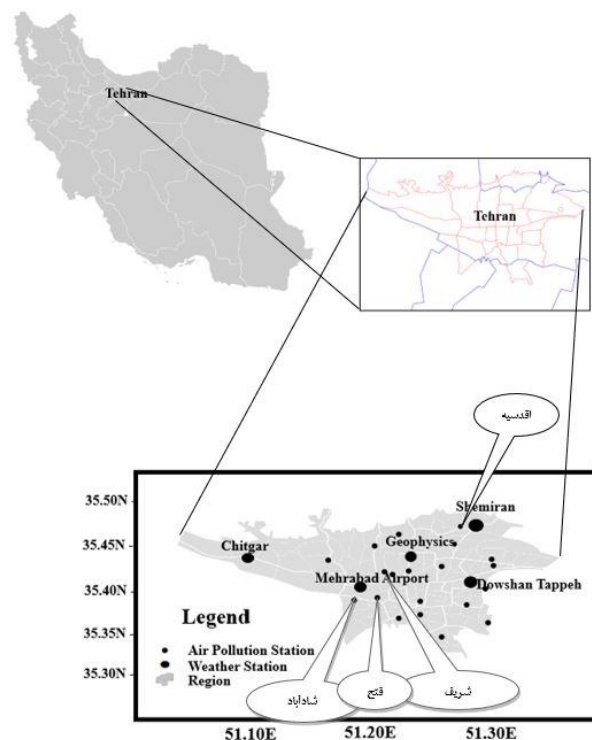 Tehran
Tehran
اقدسیه
35.50N
Shemiran
35.45N
Chitgar
Geophysics
Mehrabad Airport
Dowshan Tappeh
35.40N
Legend
35.35N
Air Pollution Station
Weather Station
35.30N
Region
شادآباد
فتح
شریف
51.10E
51.20E
51.30E